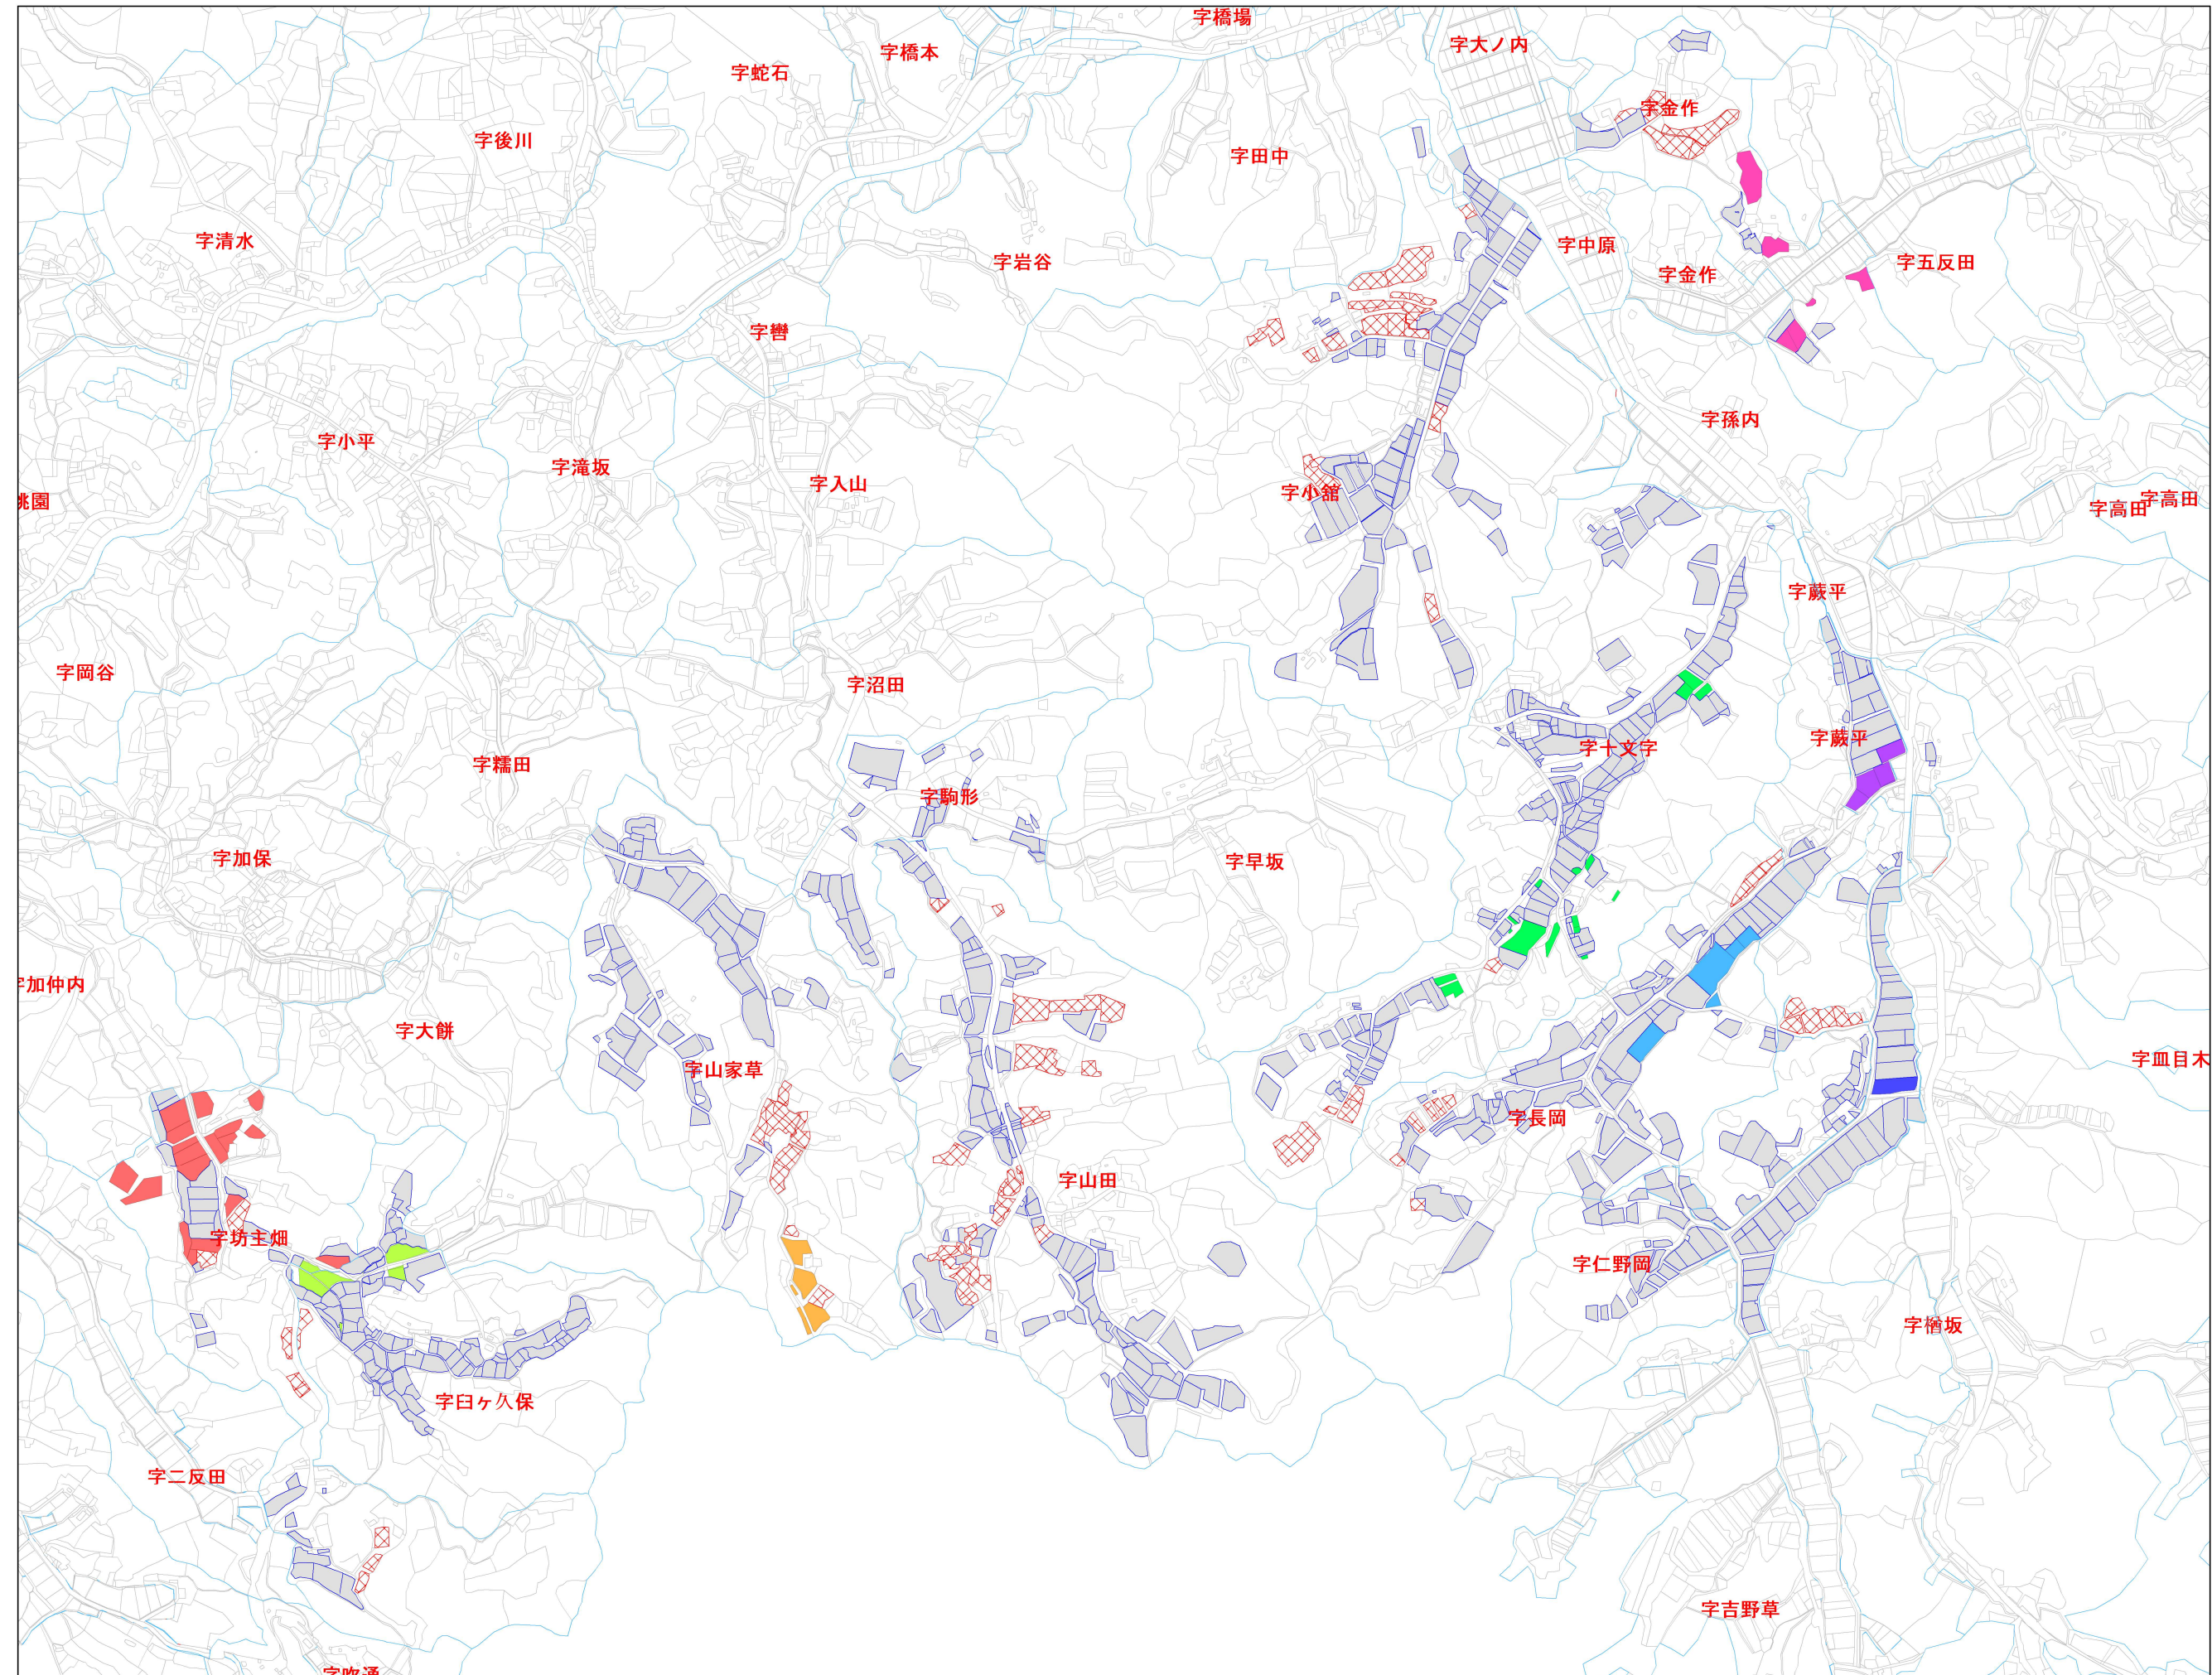 字橋場
字大ノ内
字橋本
字蛇石
字金作
字後川
字田中
字清水
字中原
字岩谷
字金作
字五反田
字轡
字孫内
字小平
字滝坂
字入山
字小舘
桃園
字高田
字高田
字蕨平
字岡谷
字沼田
字蕨平
字十文字
字糯田
字駒形
字加保
字早坂
字加仲内
字大餅
字山家草
字皿目木
字長岡
字山田
字坊主畑
字仁野岡
字楢坂
字臼ヶ久保
字二反田
字吉野草
字吹通